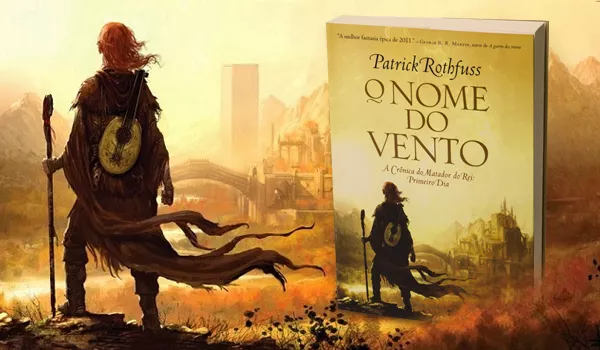 "A melhor fantasia épica de 2011." – George R. R. Martin, autor de A guerra dos tronos
Patrick Rothfuss
O NOME
DO
VENTO
A Crônica do Matador do Rei:
Primeiro Dia